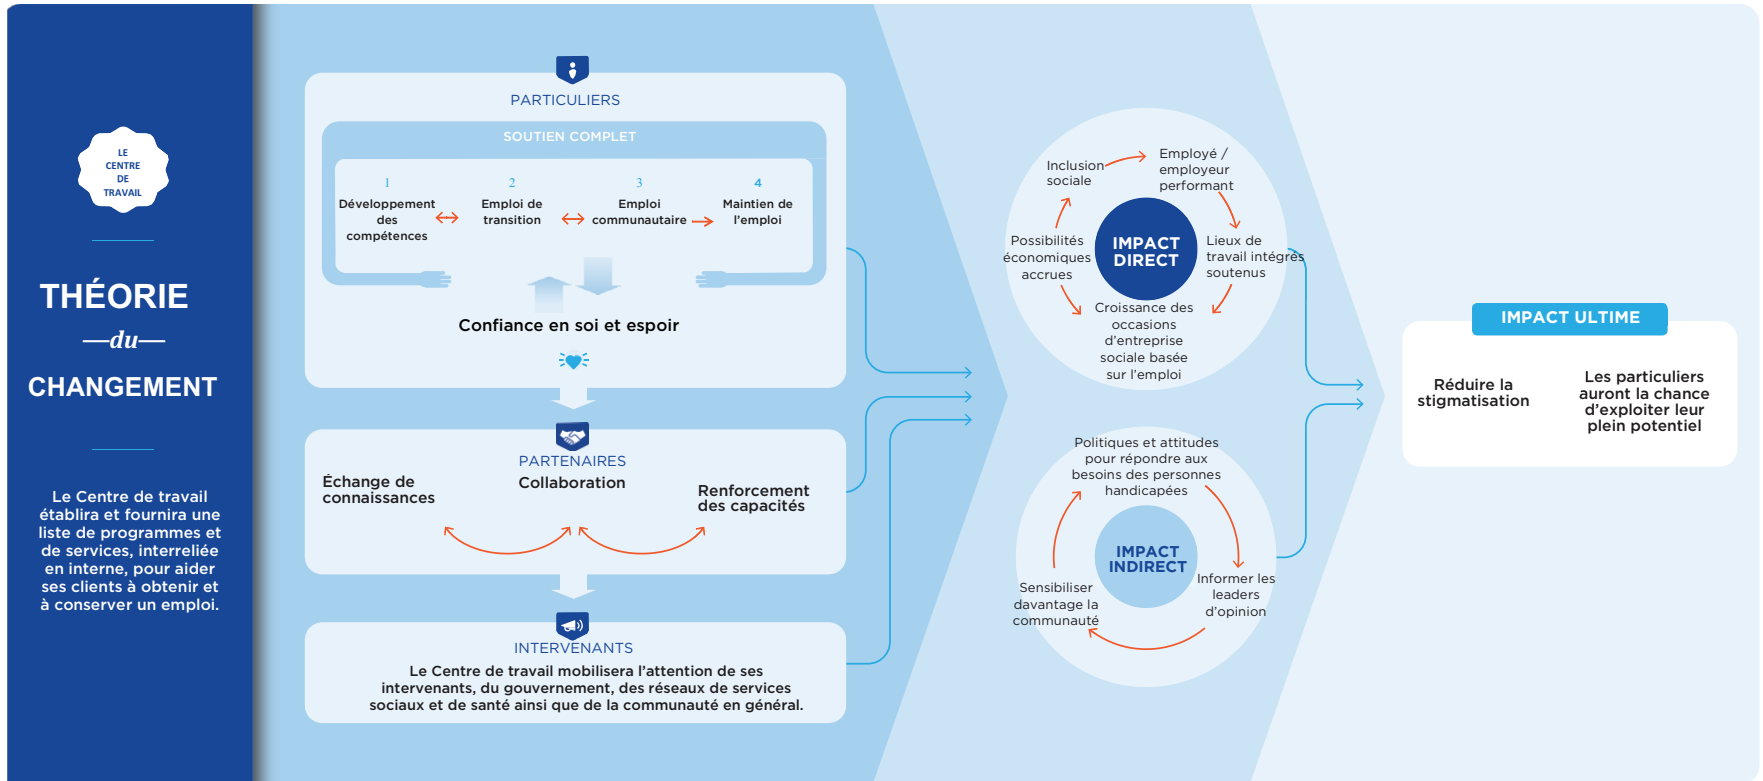 LE
CENTRE
DE
TRAVAIL
THÉORIE
—du—
CHANGEMENT
Le Centre de travail
établira et fournira une
liste de programmes et
de services, interreliée
en interne, pour aider
ses clients à obtenir et
à conserver un emploi.
PARTICULIERS
SOUTIEN COMPLET
1
Développement
des
compétences
2
Emploi de
transition
3
Emploi
communautaire
4
Maintien de
l’emploi
Confiance en soi et espoir
PARTENAIRES
Échange de
connaissances
Collaboration
Renforcement
des capacités
INTERVENANTS
Le Centre de travail mobilisera l’attention de ses
intervenants, du gouvernement, des réseaux de services
sociaux et de santé ainsi que de la communauté en général.
IMPACT
DIRECT
Inclusion
sociale
Employé /
employeur
performant
Lieux de
travail intégrés
soutenus
Croissance des
occasions
d’entreprise
sociale basée
sur l’emploi
Possibilités
économiques
accrues
IMPACT
INDIRECT
Politiques et attitudes
pour répondre aux
besoins des personnes
handicapées
Informer les
leaders
d’opinion
Sensibiliser
davantage la
communauté
IMPACT ULTIME
Réduire la
stigmatisation
Les particuliers
auront la chance
d’exploiter leur
plein potentiel